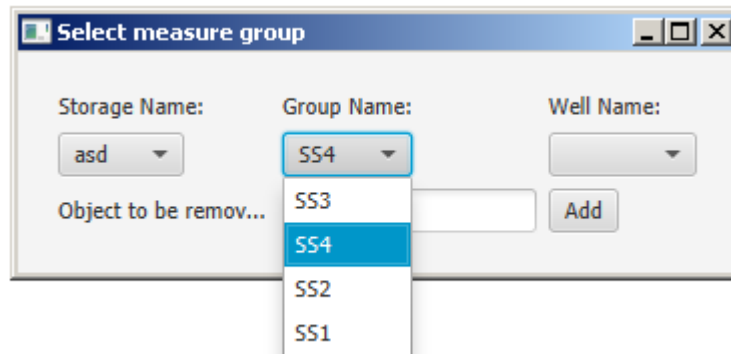 Select measure group
Storage Name: Group Name: Well Name:
asd SS4
Object to be remov... Add
SS3
SS4
SS2
SS1